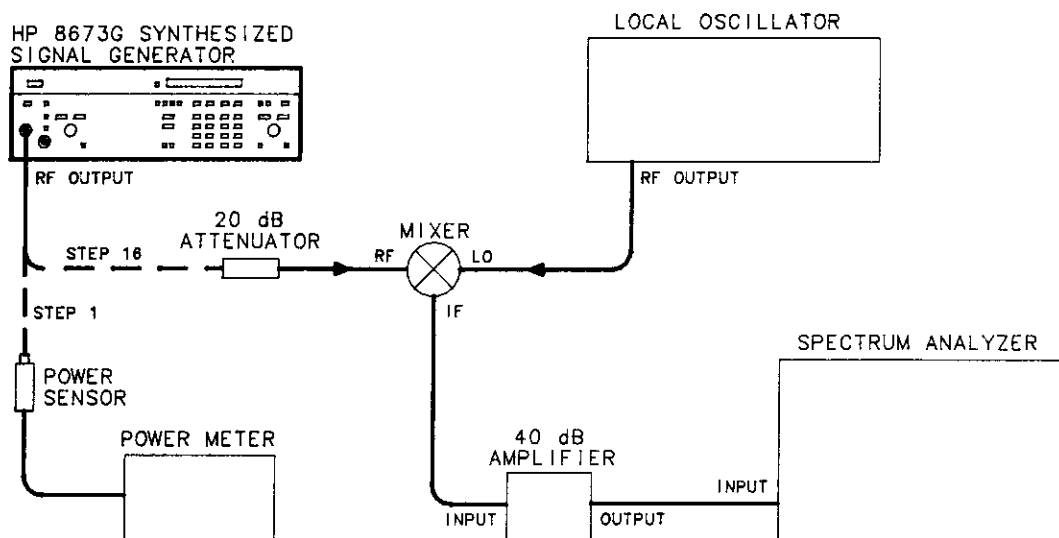 HP 8673G SYNTHESIZED
SIGNAL GENERATOR
LOCAL OSCILLATOR
RF OUTPUT
RF OUTPUT
20 dB
ATTENUATOR
MIXER
STEP 16
RF
LO
IF
STEP 1
SPECTRUM ANALYZER
POWER
SENSOR
POWER METER
40 dB
AMPLIFIER
INPUT
OUTPUT
INPUT